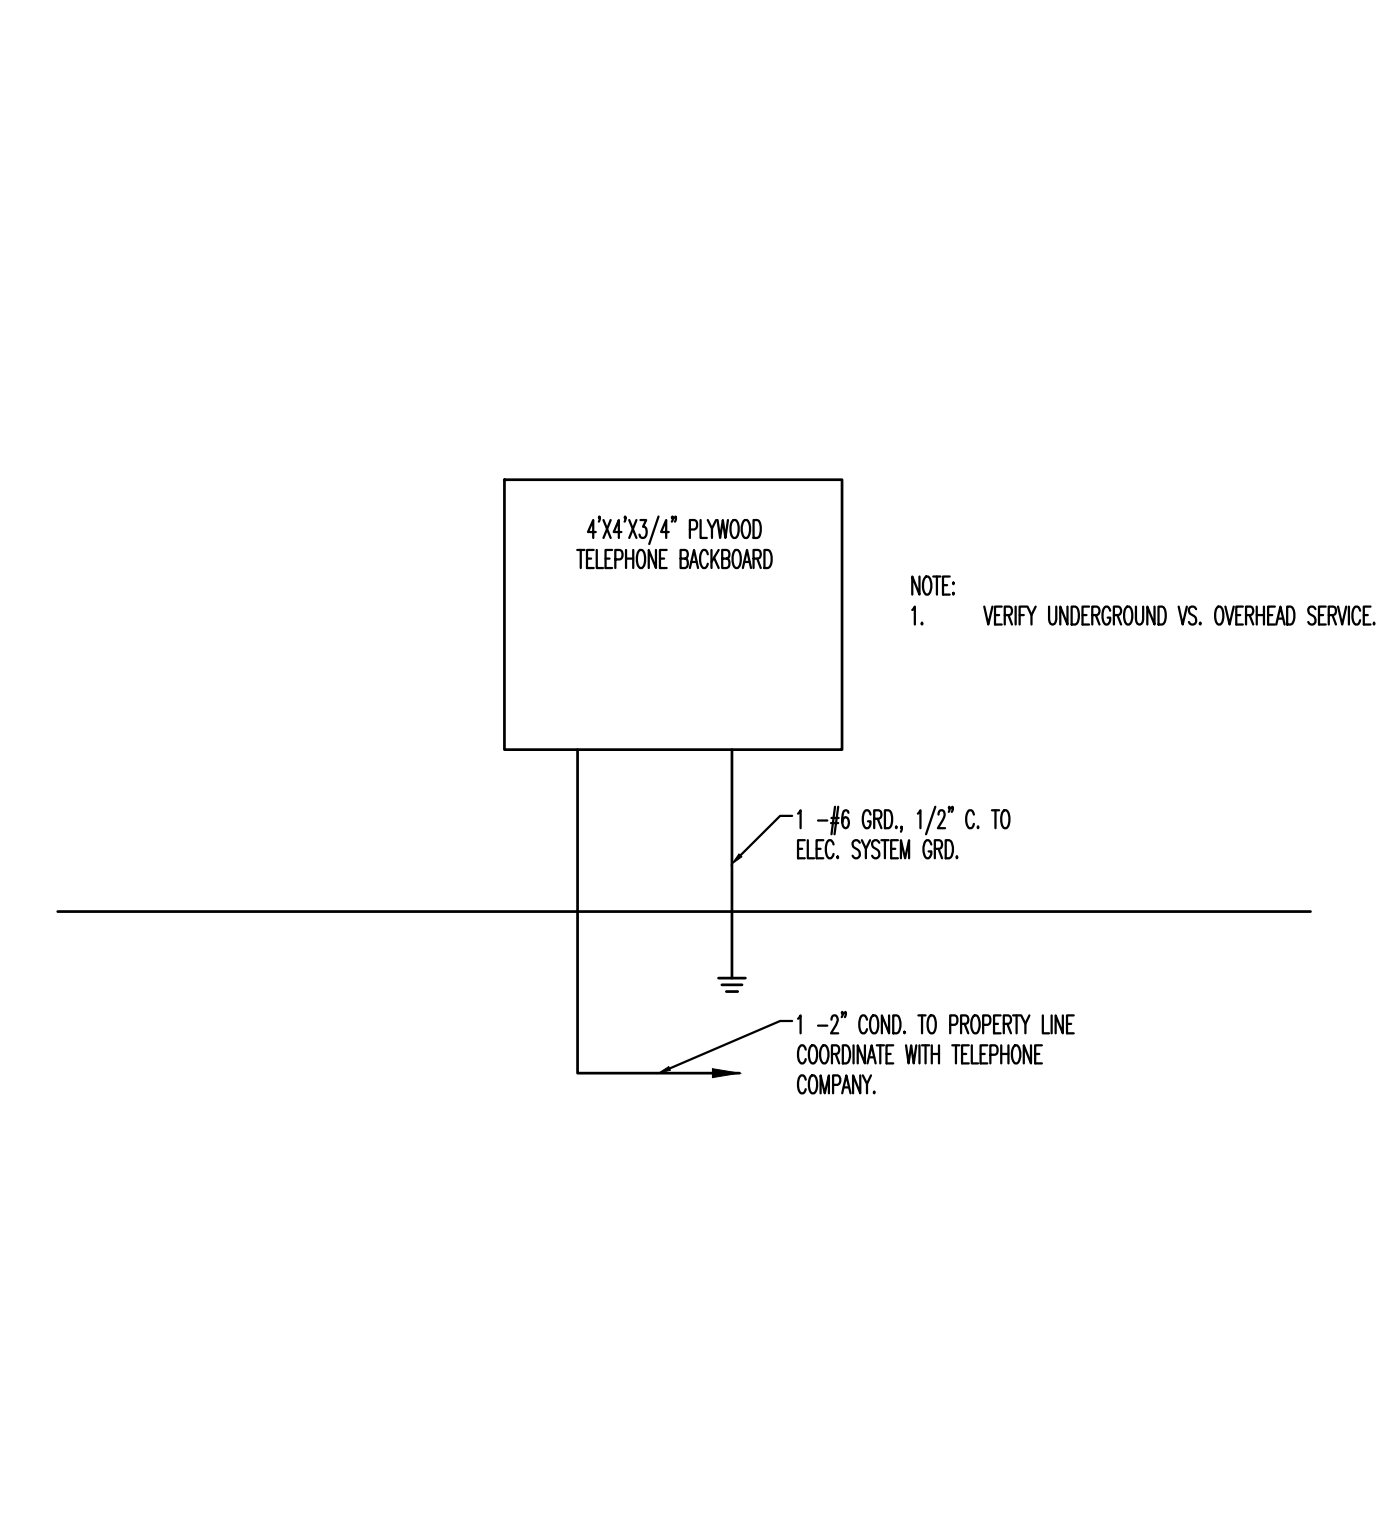 4'X4'X3/4" PLYWOOD
TELEPHONE BACKBOARD
NOTE:
1. VERIFY UNDERGROUND VS. OVERHEAD SERVICE.
1 -#6 GRD., 1/2" C. TO
ELEC. SYSTEM GRD.
1 -2" COND. TO PROPERTY LINE
COORDINATE WITH TELEPHONE
COMPANY.